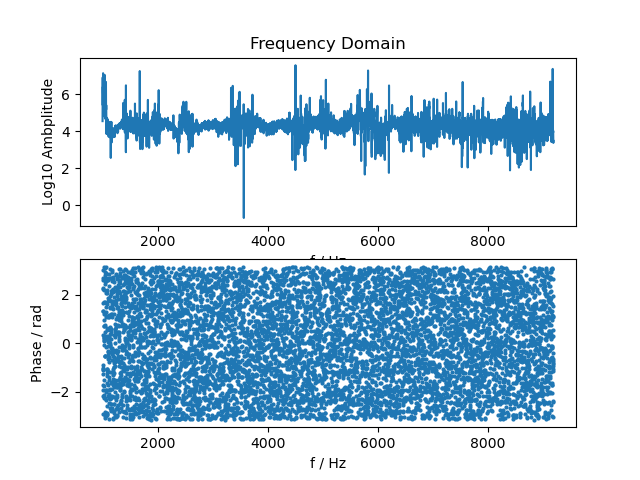 Frequency Domain
Log10 Ambplitude
6
4
2
0
2000 4000 6000 8000
f / Hz
Phase / rad
2
0
−2
2000 4000 6000 8000
f / Hz